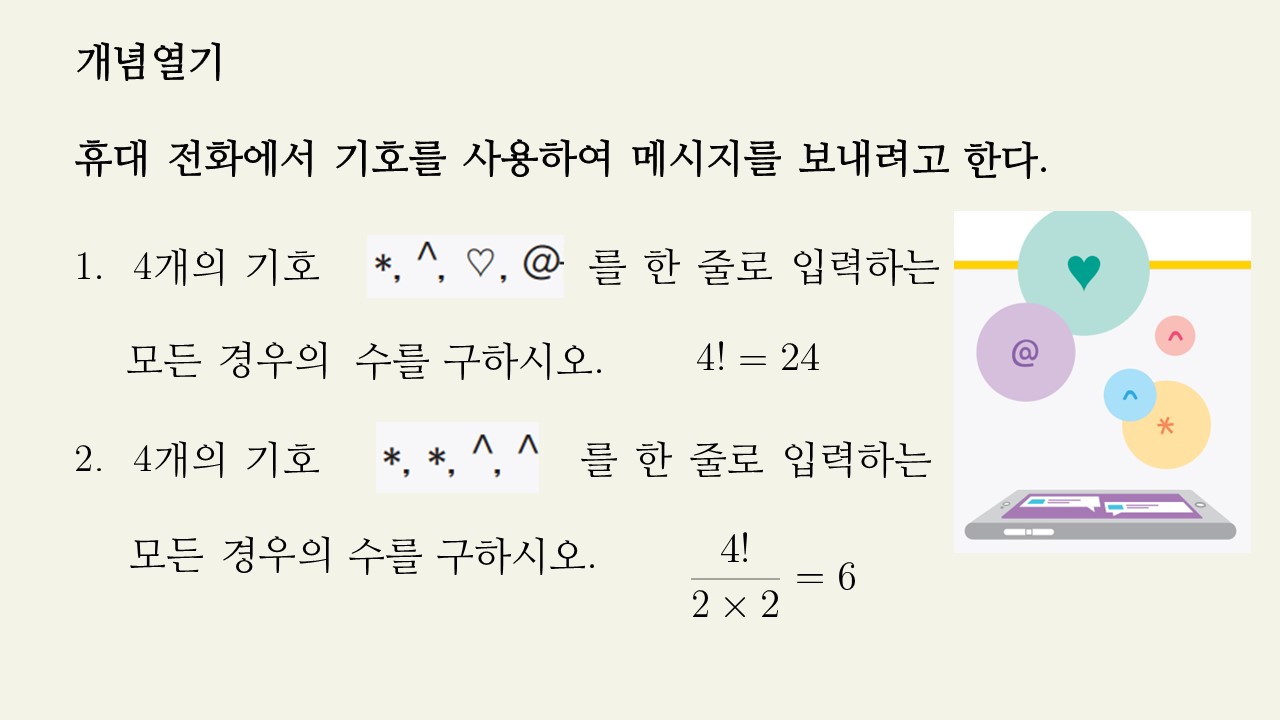 개념열기
휴대 전화에서 기호를 사용하여 메시지를 보내려고 한다.
1. 4개의 기호 *, ^, ♡, @ 를 한 줄로 입력하는
모든 경우의 수를 구하시오. 4! = 24
2. 4개의 기호 *, *, ^, ^ 를 한 줄로 입력하는
모든 경우의 수를 구하시오.
4!
2 × 2
= 6
♥
@
^
^
*